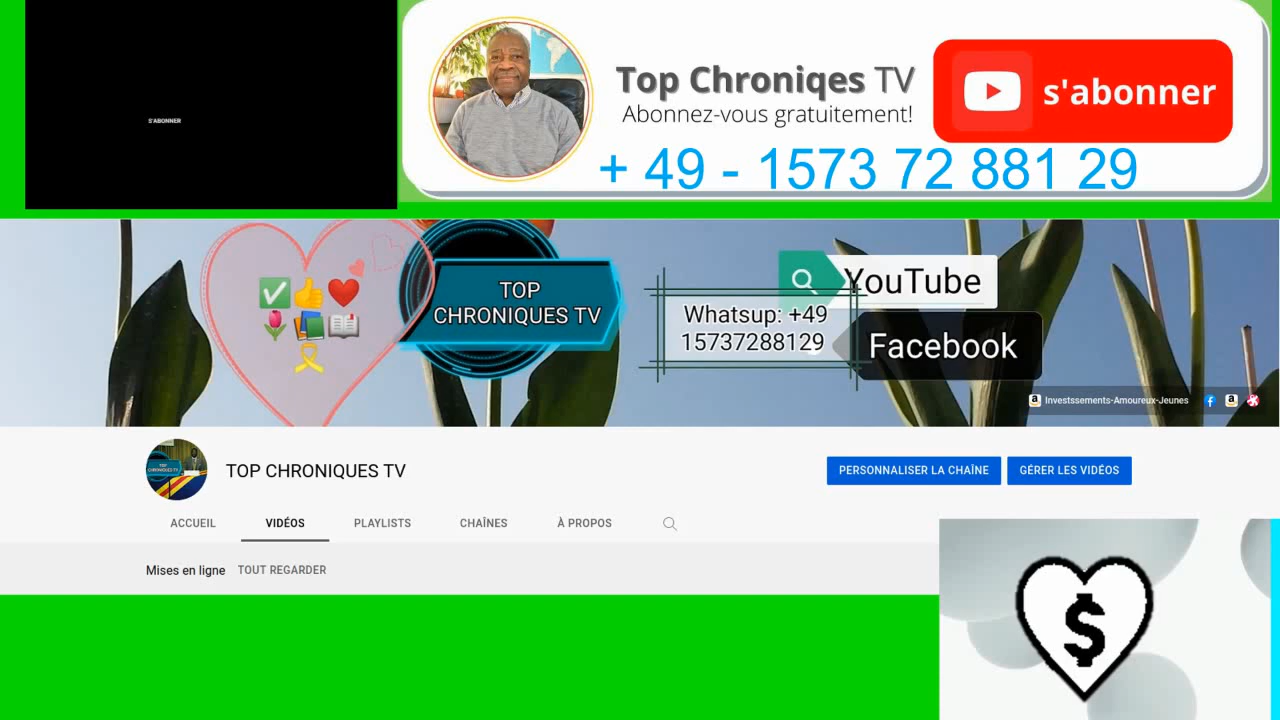 S'ABONNER
Top Chroniqes TV
Abonnez-vous gratuitement!
s'abonner
+ 49 - 1573 72 881 29
TOP
CHRONIQUES TV
Whatsup: +49
15737288129
YouTube
Facebook
Investssements-Amoureux-Jeunes
TOP CHRONIQUES TV
PERSONNALISER LA CHAÎNE
GÉRER LES VIDÉOS
ACCUEIL
VIDÉOS
PLAYLISTS
CHAÎNES
À PROPOS
Mises en ligne
TOUT REGARDER
$